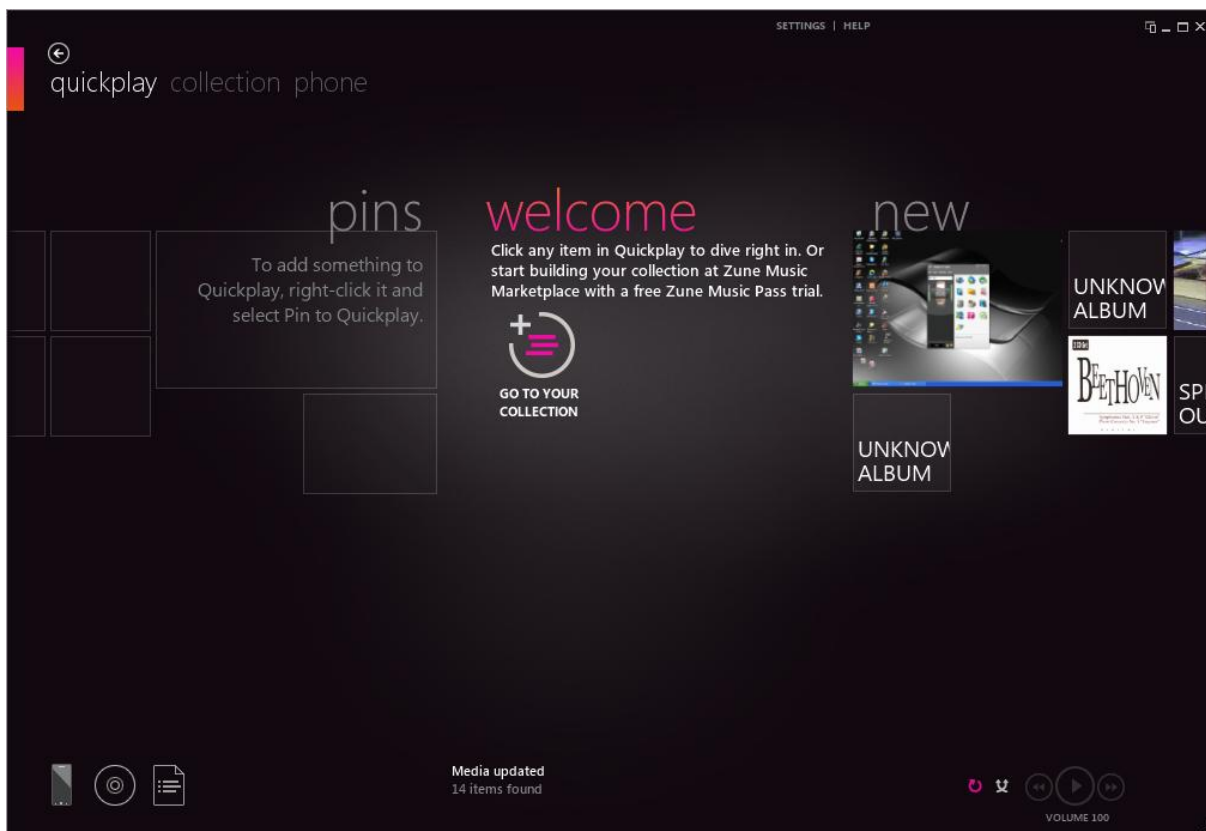 SETTINGS | HELP
quickplay collection phone
pins
welcome
new
To add something to
Quickplay, right-click it and
select Pin to Quickplay.
Click any item in Quickplay to dive right in. Or
start building your collection at Zune Music
Marketplace with a free Zune Music Pass trial.
GO TO YOUR
COLLECTION
UNKNOW
ALBUM
BEETHOVEN
SPI
OU
UNKNOW
ALBUM
Media updated
14 items found
VOLUME 100